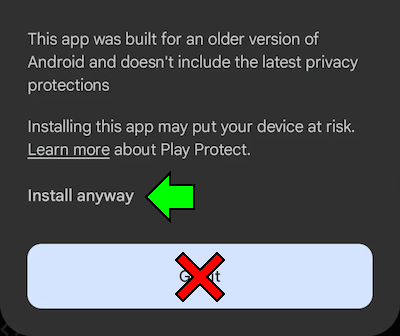 This app was built for an older version of
Android and doesn't include the latest privacy
protections
Installing this app may put your device at risk.
Learn more about Play Protect.
Install anyway